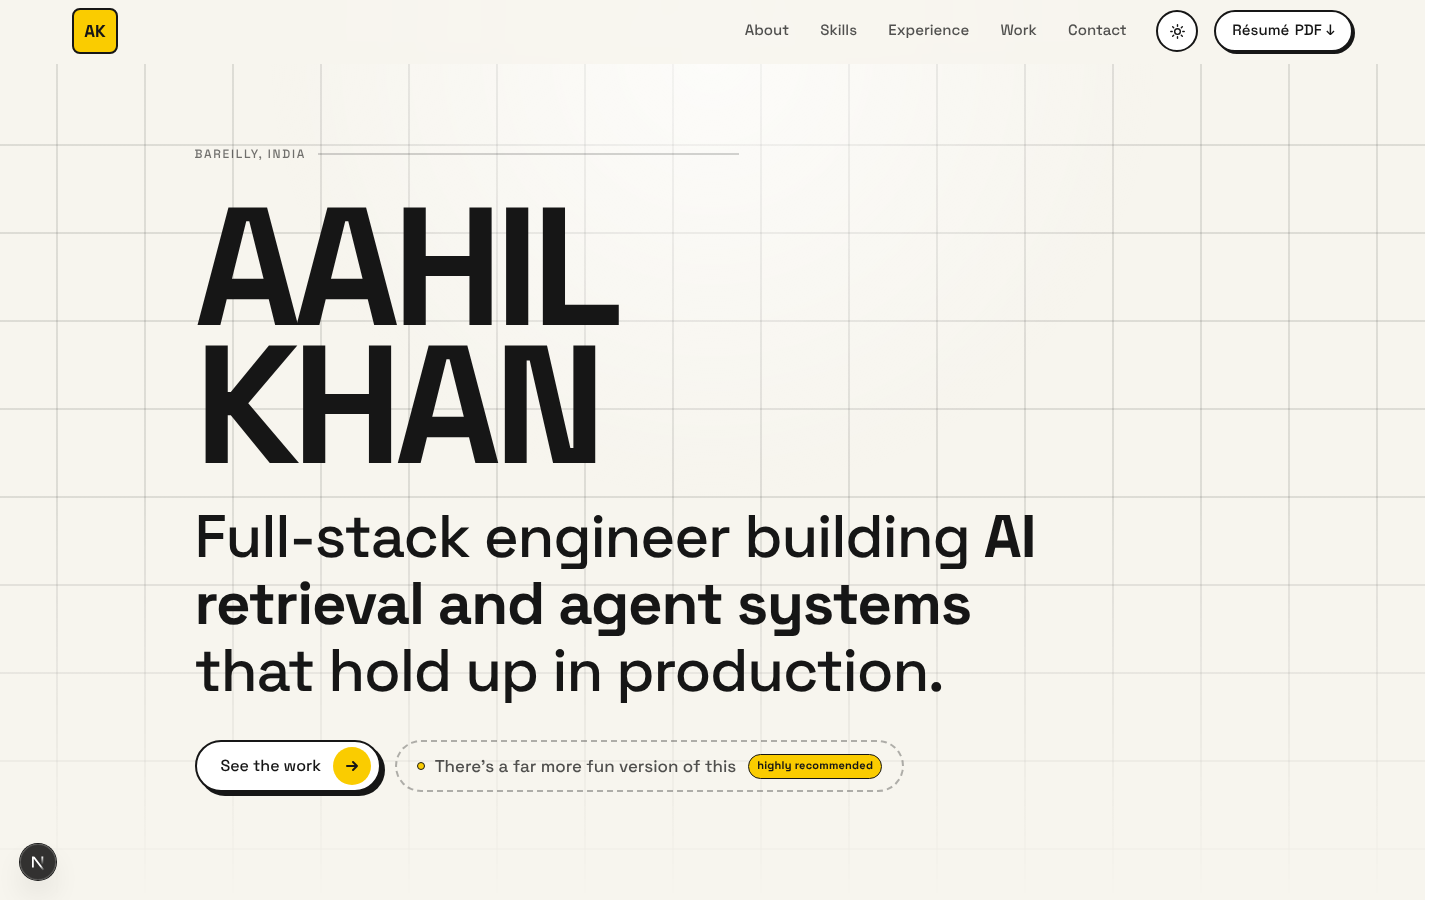 AK
About
Skills
Experience
Work
Contact
Résumé PDF ↓
BAREILLY, INDIA
AAHIL
KHAN
Full-stack engineer building AI
retrieval and agent systems
that hold up in production.
See the work →
There's a far more fun version of this
highly recommended
N